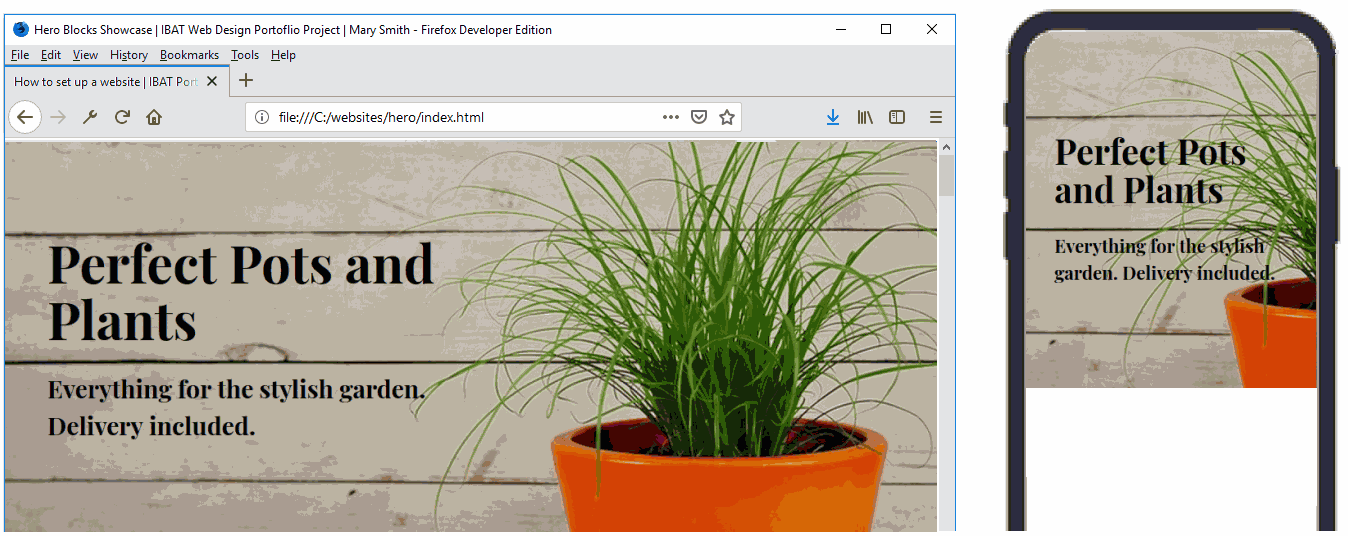 Hero Blocks Showcase | IBAT Web Design Portoflio Project | Mary Smith - Firefox Developer Edition
File Edit View History Bookmarks Tools Help
How to set up a website | IBAT Port
file:///C:/websites/hero/index.html
Perfect Pots and
Plants
Everything for the stylish garden.
Delivery included.
Perfect Pots
and Plants
Everything for the stylish
garden. Delivery included.